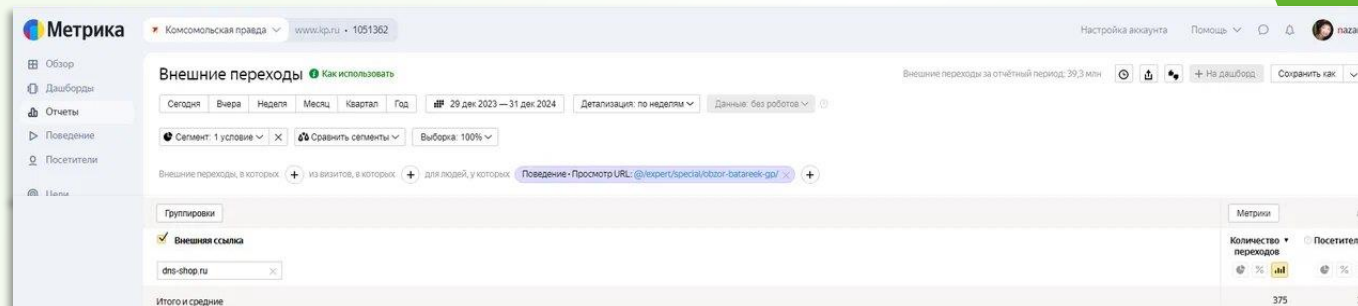 Метрика
Комсомольская правда www.kp.ru • 1051362
Настройка аккаунта Помощь
Обзор
Дашборды
Отчеты
Поведение
Посетители
Внешние переходы Как использовать
Внешние переходы за отчётный период: 39,3 млн + На дашборд Сохранить как
Сегодня Вчера Неделя Месяц Квартал Год 29 дек 2023 — 31 дек 2024 Детализация: по неделям Данные: без роботов
Сегмент: 1 условие Сравнить сегменты Выборка: 100%
Внешние переходы, в которых + из визитов, в которых + для людей, у которых Поведение • Просмотр URL: @/expert/special/obzor-batareek-gp/ +
Группировки Метрики
Внешняя ссылка
Количество переходов
dns-shop.ru
%
%
Итого и средние 375